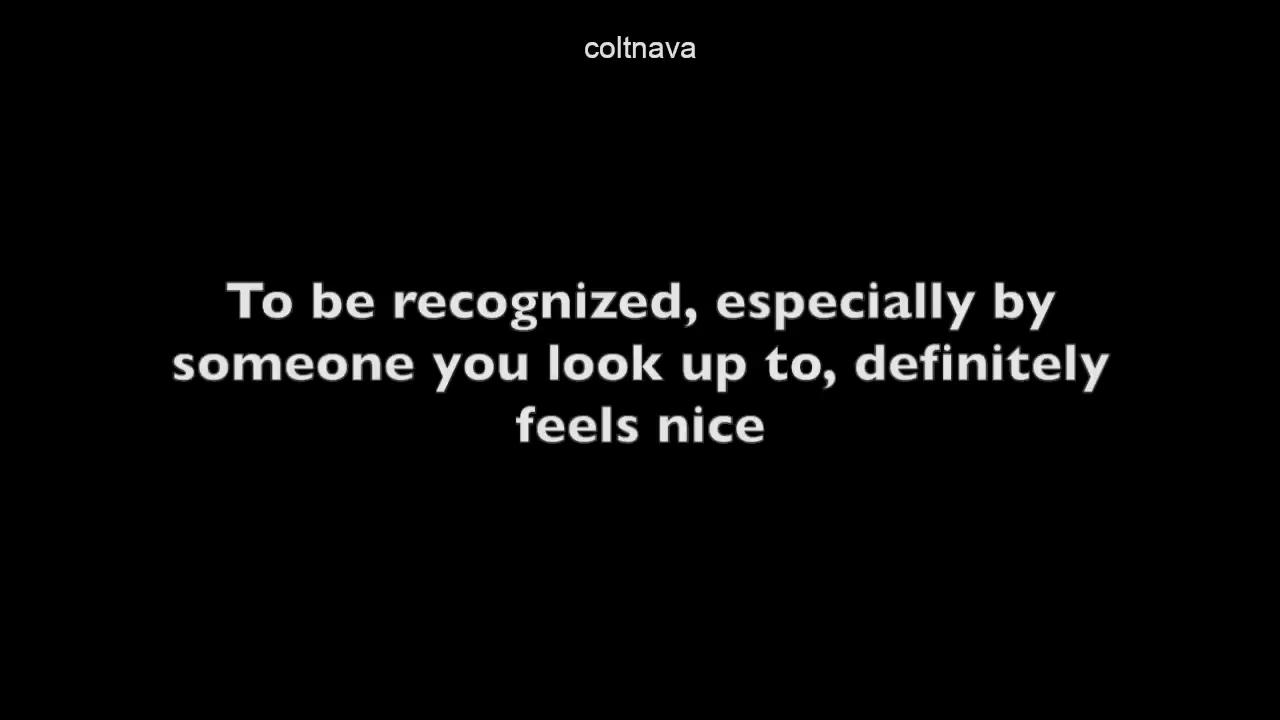 coltnava
To be recognized, especially by
someone you look up to, definitely
feels nice